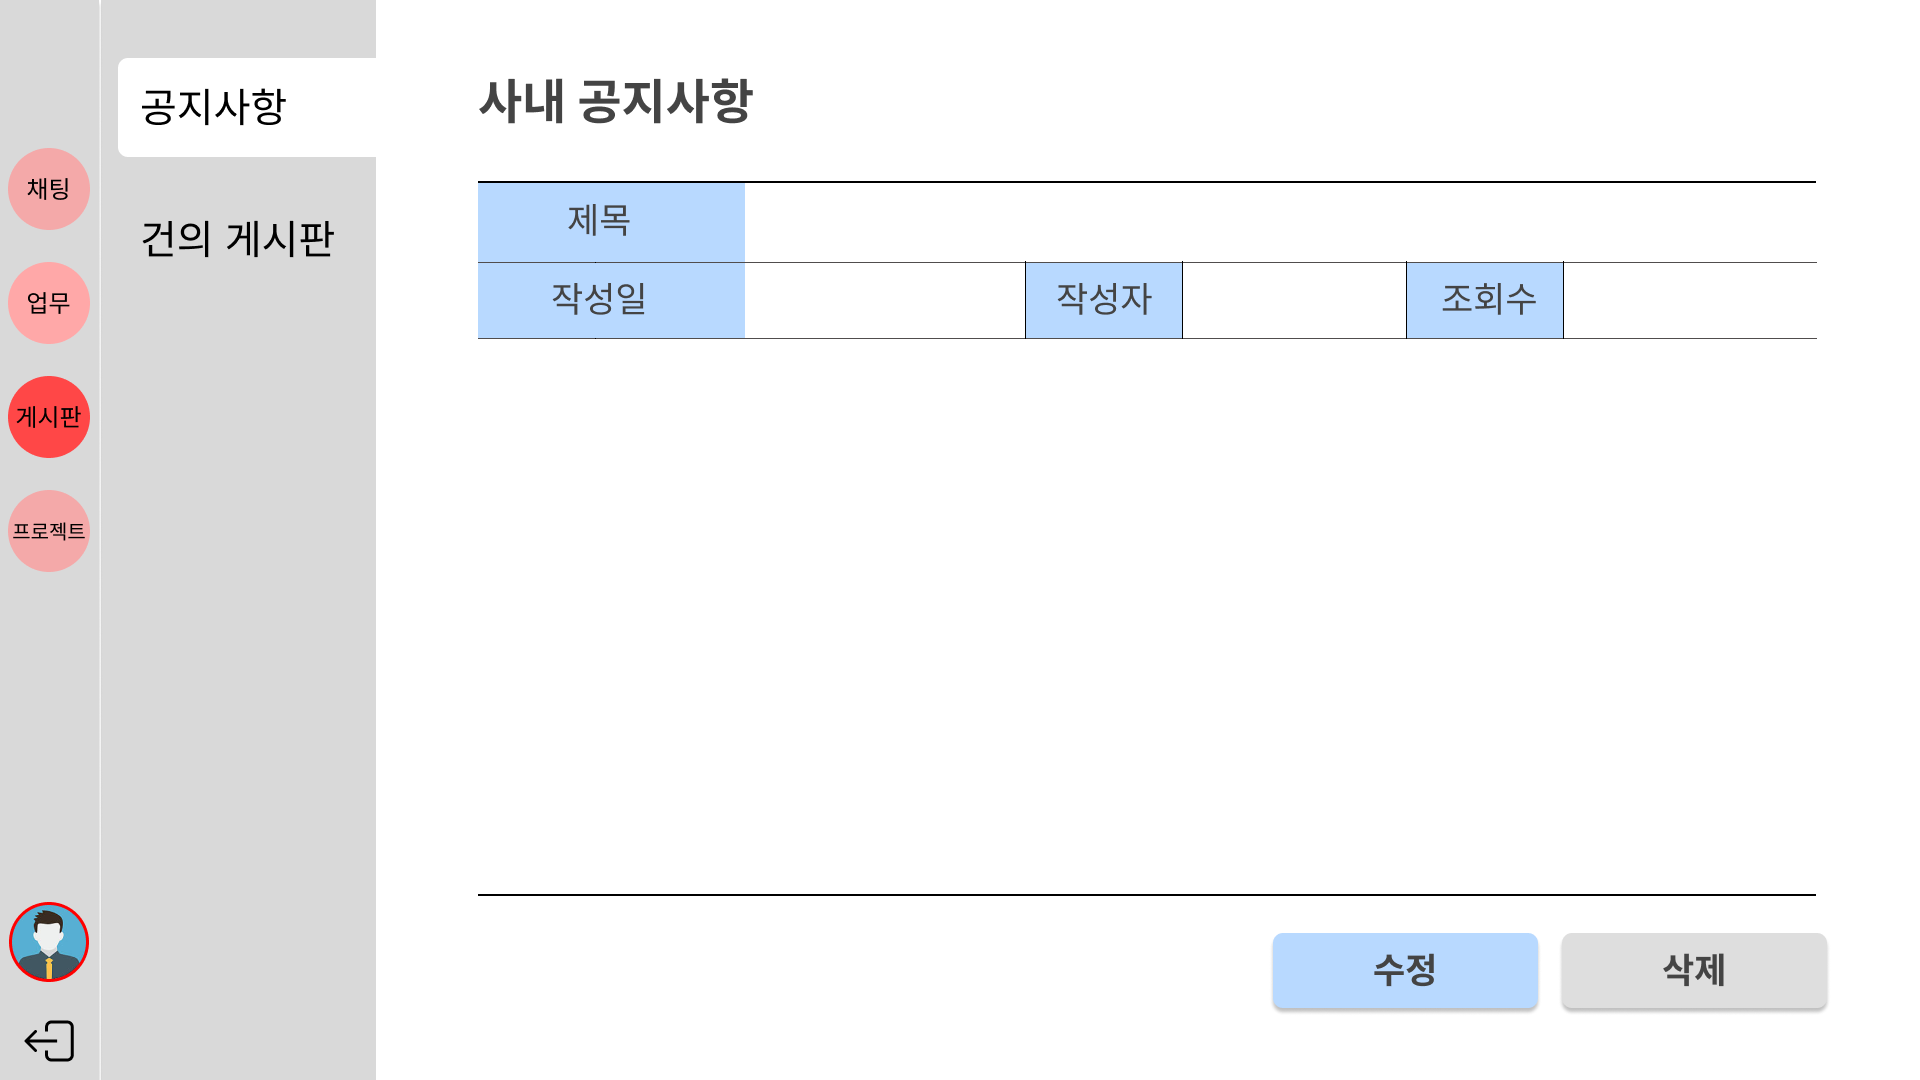 채팅
업무
게시판
프로젝트
공지사항
건의 게시판
사내 공지사항
제목
작성일 작성자 조회수
수정 삭제